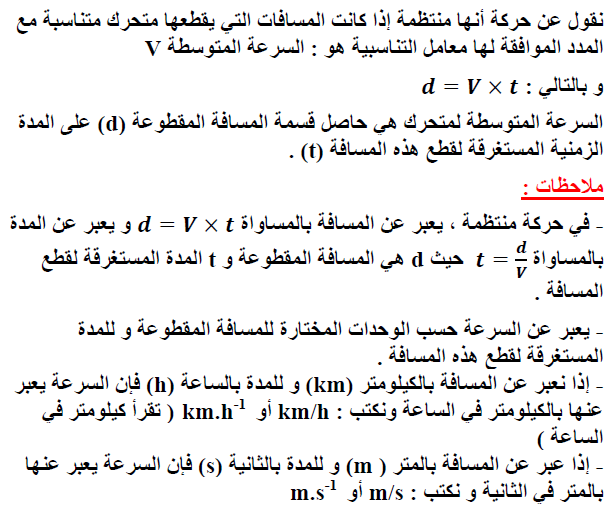 نقول عن حركة أنها منتظمة إذا كانت المسافات التي يقطعها متحرك متناسبة مع
المدد الموافقة لها معامل التناسبية هو : السرعة المتوسطة V
و بالتالي : d = V × t
السرعة المتوسطة لمتحرك هي حاصل قسمة المسافة المقطوعة (d) على المدة
الزمنية المستغرقة لقطع هذه المسافة (t) .
ملاحظات :
- في حركة منتظمة ، يعبر عن المسافة بالمساواة d = V × t و يعبر عن المدة
بالمساواة t = d/V حيث d هي المسافة المقطوعة و t المدة المستغرقة لقطع
المسافة .
- يعبر عن السرعة حسب الوحدات المختارة للمسافة المقطوعة و للمدة
المستغرقة لقطع هذه المسافة .
- إذا نعبر عن المسافة بالكيلومتر (km) و للمدة بالساعة (h) فإن السرعة يعبر
عنها بالكيلومتر في الساعة ونكتب : km/h أو km.h⁻¹ ( تقرأ كيلومتر في
الساعة )
- إذا عبر عن المسافة بالمتر ( m) و للمدة بالثانية (s) فإن السرعة يعبر عنها
بالمتر في الثانية و نكتب : m/s أو m.s⁻¹